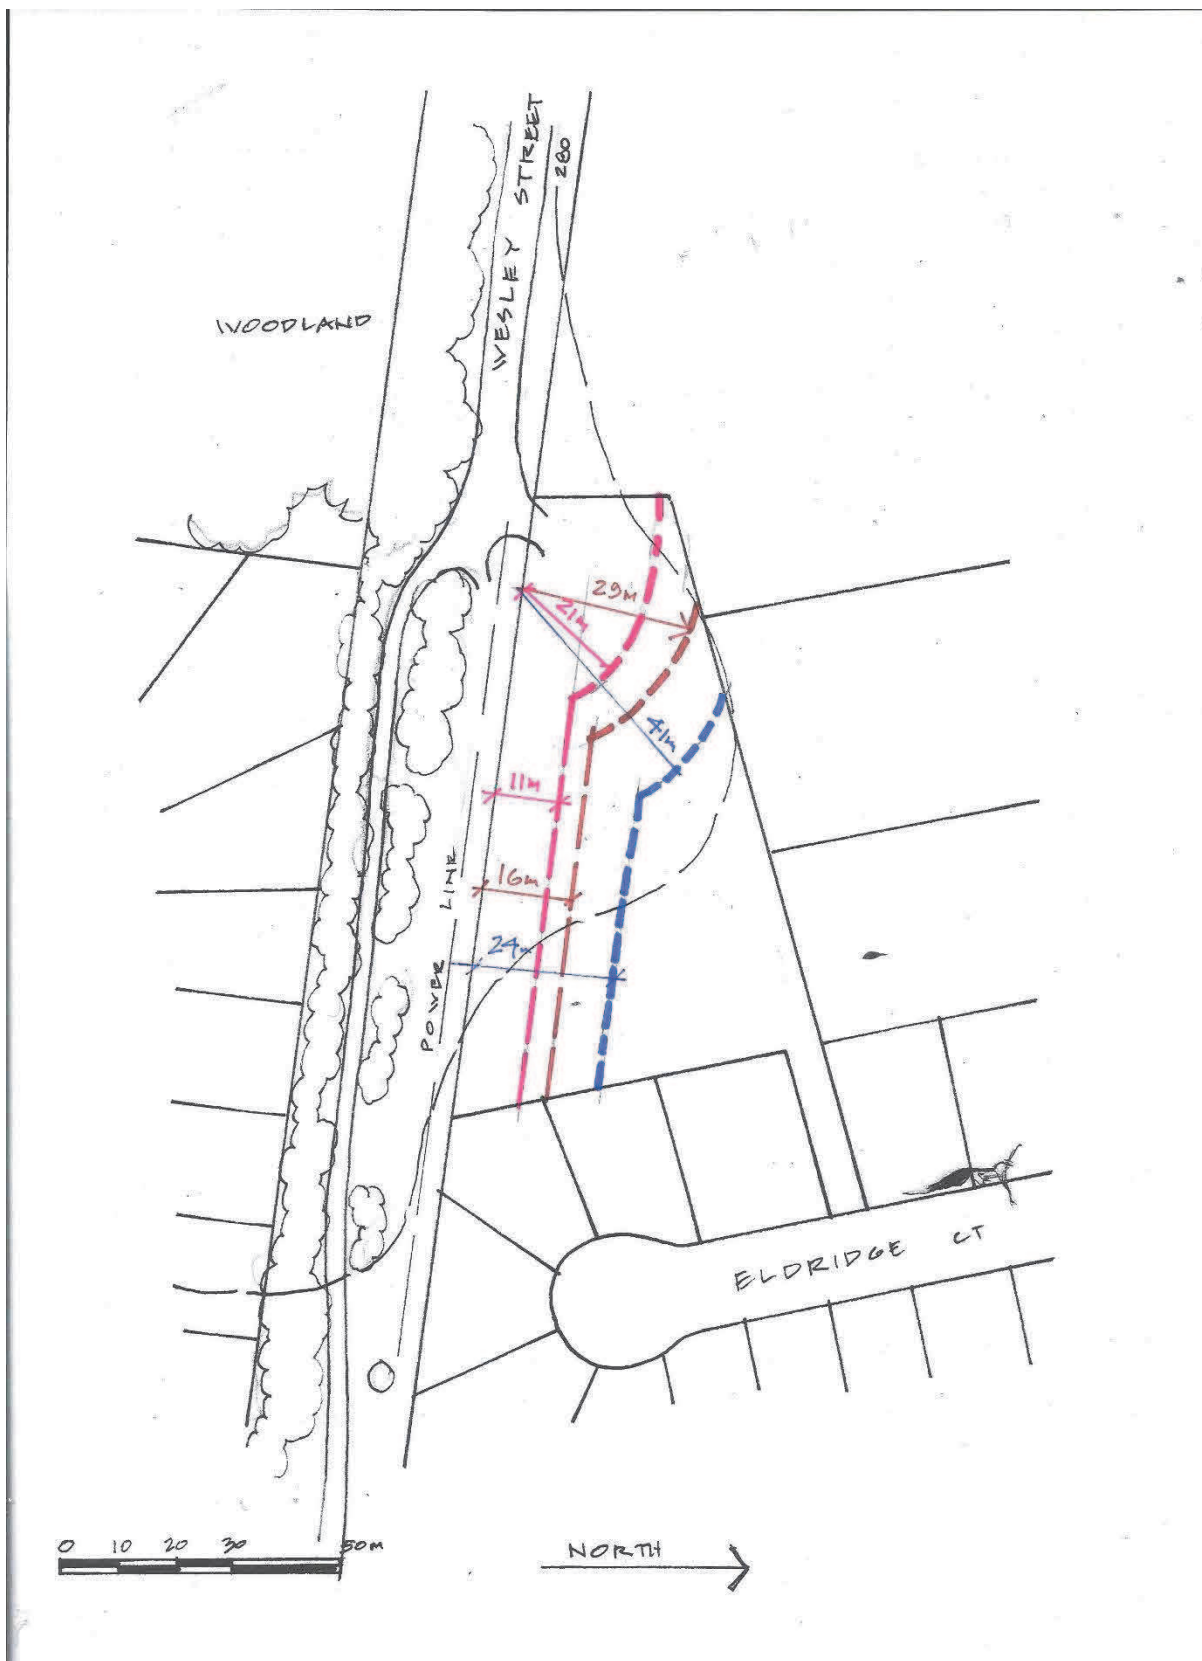 WESLEY STREET
280
WOODLAND
29m
21m
41m
11m
16m
24m
POWER LINE
ELDRIDGE CT
0 10 20 30 50m
NORTH